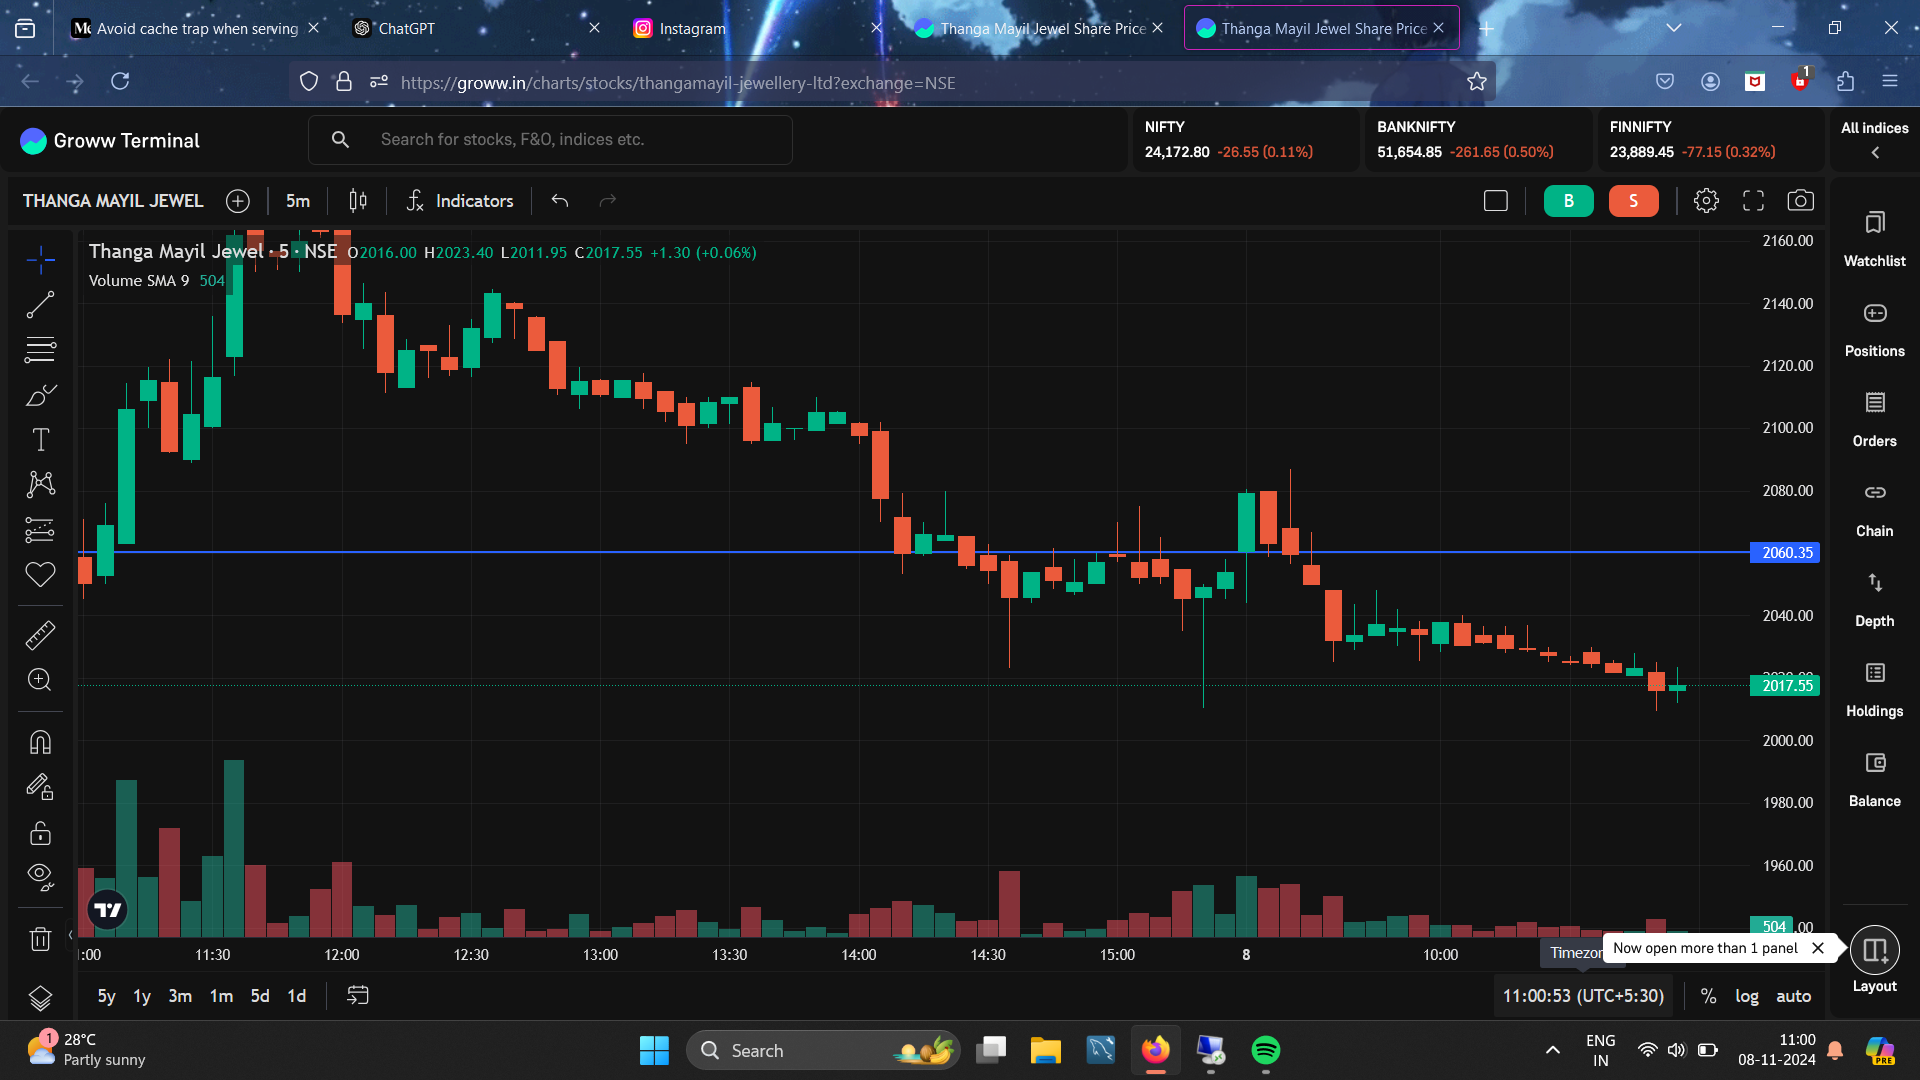 Avoid cache trap when serving
ChatGPT
Instagram
Thanga Mayil Jewel Share Price
Thanga Mayil Jewel Share Price
https://groww.in/charts/stocks/thangamayil-jewellery-ltd?exchange=NSE
1
Groww Terminal
Search for stocks, F&O, indices etc.
NIFTY
24,172.80 -26.55 (0.11%)
BANKNIFTY
51,654.85 -261.65 (0.50%)
FINNIFTY
23,889.45 -77.15 (0.32%)
All indices
THANGA MAYIL JEWEL
5m
Indicators
B
S
Thanga Mayil Jewel · 5 · NSE O2016.00 H2023.40 L2011.95 C2017.55 +1.30 (+0.06%)
Volume SMA 9 504
2160.00
2140.00
2120.00
2100.00
2080.00
2060.35
2040.00
2017.55
2000.00
1980.00
1960.00
504
.00
Watchlist
Positions
Orders
Chain
Depth
Holdings
Balance
Layout
:00
11:30
12:00
12:30
13:00
13:30
14:00
14:30
15:00
8
10:00
Timezon
Now open more than 1 panel
5y 1y 3m 1m 5d 1d
11:00:53 (UTC+5:30)
% log auto
1
28°C
Partly sunny
Search
ENG
IN
11:00
08-11-2024
PRE